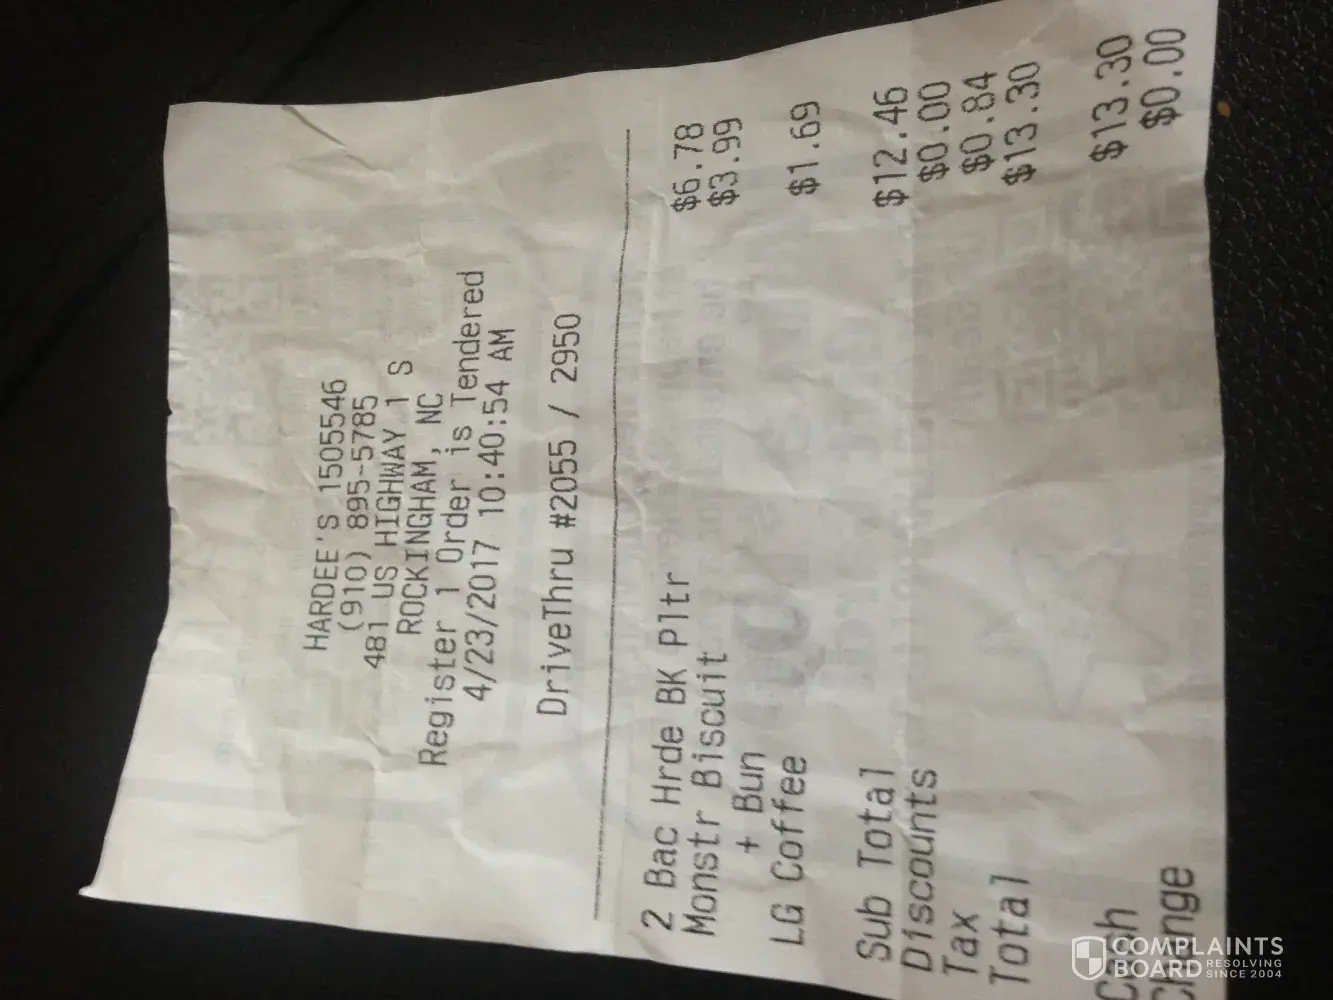 HARDEE'S 1505546
(910) 895-5785
481 US HIGHWAY 1 S
ROCKINGHAM, NC
Register 1 Order is Tendered
4/23/2017 10:40:54 AM
DriveThru #2055 / 2950
2 Bac Hrde BK Pltr $6.78
Monstr Biscuit $3.99
+ Bun
LG Coffee $1.69
Sub Total $12.46
Discounts $0.00
Tax $0.84
Total $13.30
Cash $13.30
Change $0.00
COMPLAINTS
BOARD RESOLVING
SINCE 2004